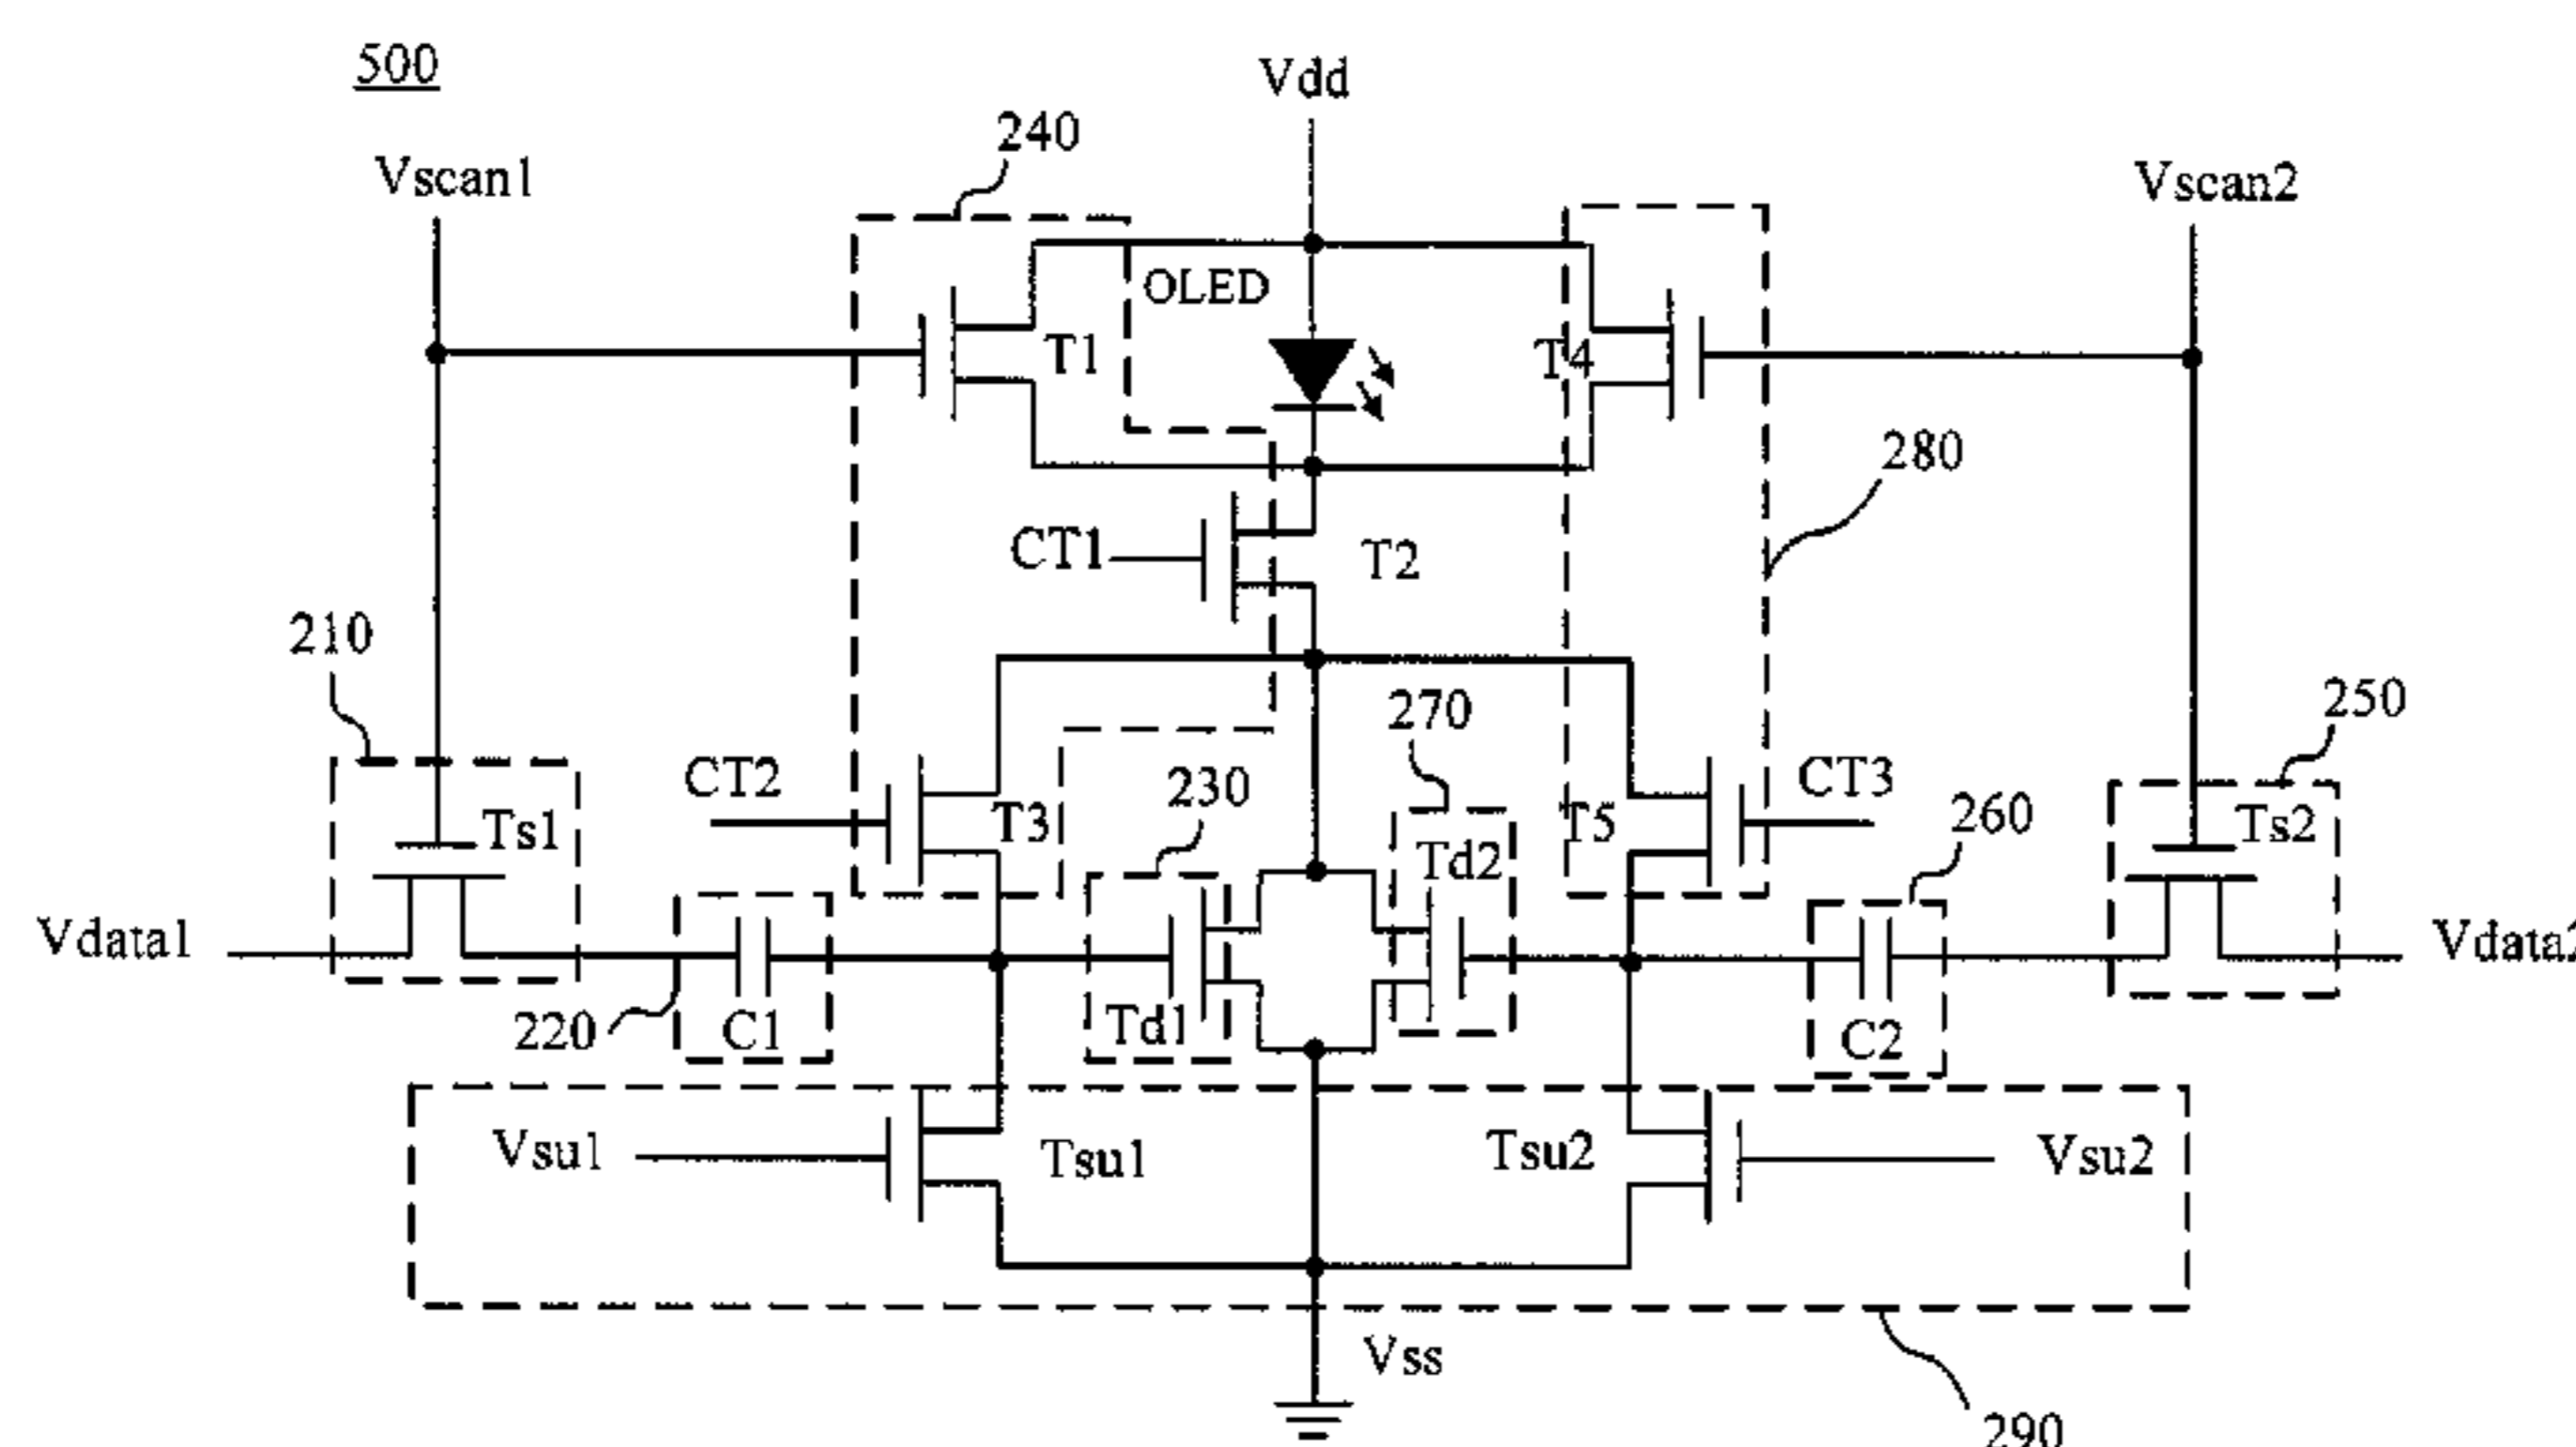 500
Vdd
240
Vscan1
Vscan2
OLED
T1
T4
280
CT1
T2
210
270
250
CT2
230
CT3
260
Ts1
T3
T5
Ts2
Td2
Vdata1
Vdata2
220
C1
Td1
C2
Vsu1
Tsu1
Tsu2
Vsu2
Vss
290